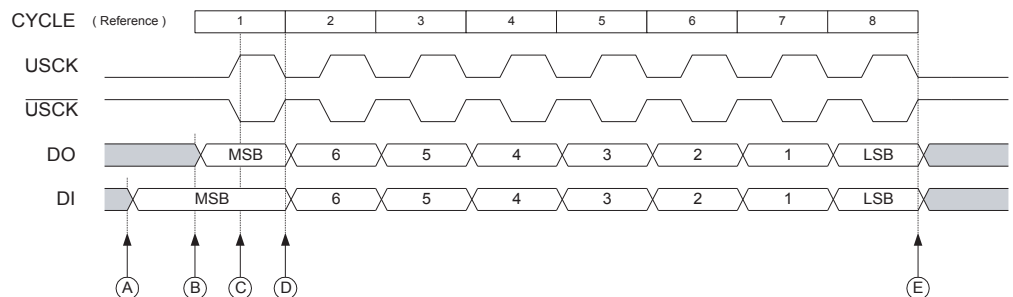 CYCLE ( Reference ) 1 2 3 4 5 6 7 8
USCK
USCK
DO MSB 6 5 4 3 2 1 LSB
DI MSB 6 5 4 3 2 1 LSB
A B C D E